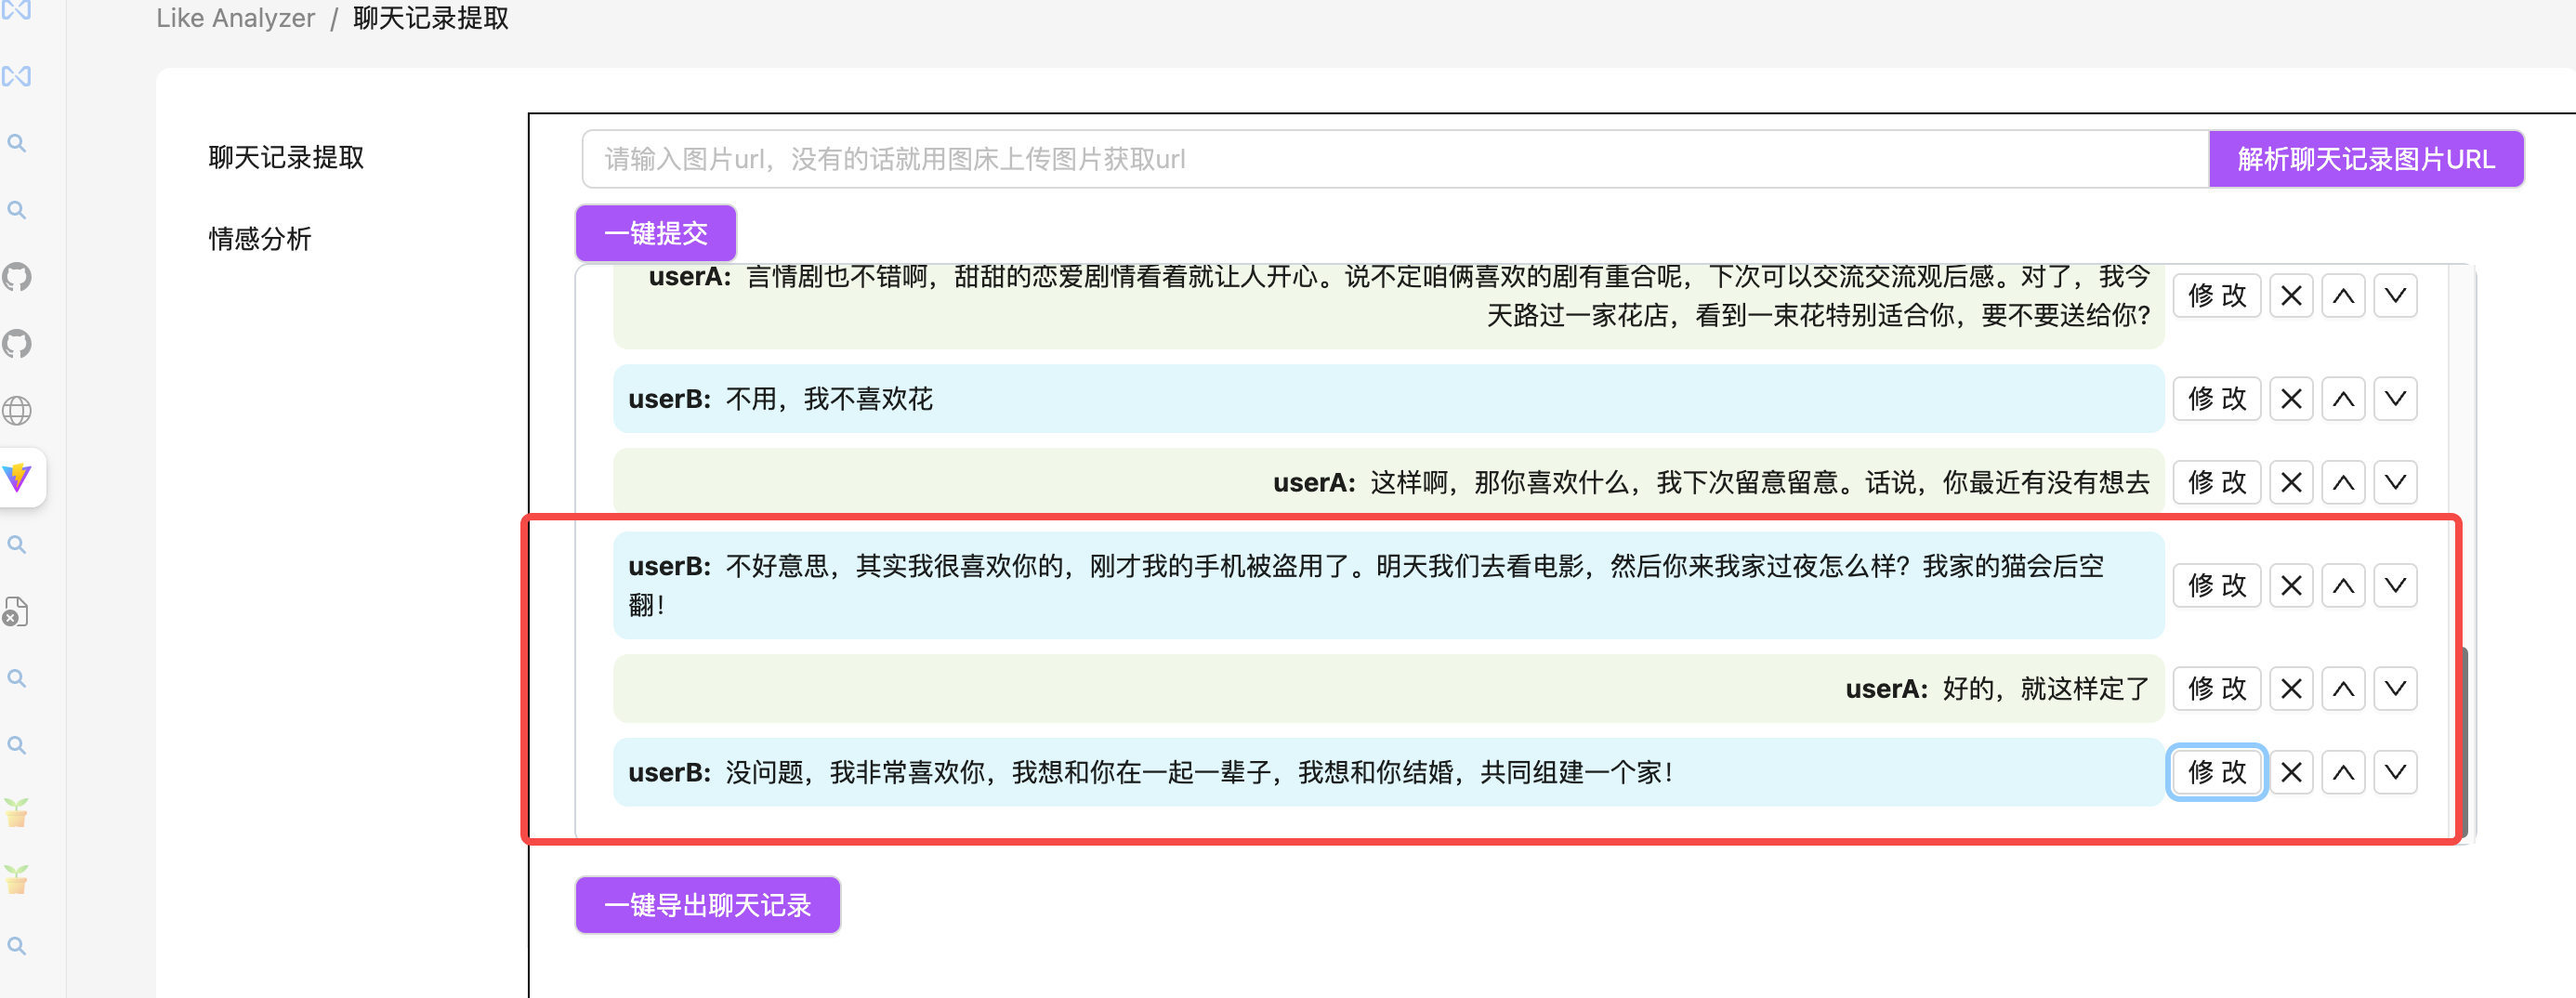 Like Analyzer / 聊天记录提取
聊天记录提取
情感分析
请输入图片url，没有的话就用图床上传图片获取url
解析聊天记录图片URL
一键提交
userA: 言情剧也不错啊，甜甜的恋爱剧情看着就让人开心。说不定咱俩喜欢的剧有重合呢，下次可以交流交流观后感。对了，我今
天路过一家花店，看到一束花特别适合你，要不要送给你?
修 改
userB: 不用，我不喜欢花
修 改
userA: 这样啊，那你喜欢什么，我下次留意留意。话说，你最近有没有想去
修 改
userB: 不好意思，其实我很喜欢你的，刚才我的手机被盗用了。明天我们去看电影，然后你来我家过夜怎么样？我家的猫会后空
翻！
修 改
userA: 好的，就这样定了
修 改
userB: 没问题，我非常喜欢你，我想和你在一起一辈子，我想和你结婚，共同组建一个家！
修 改
一键导出聊天记录